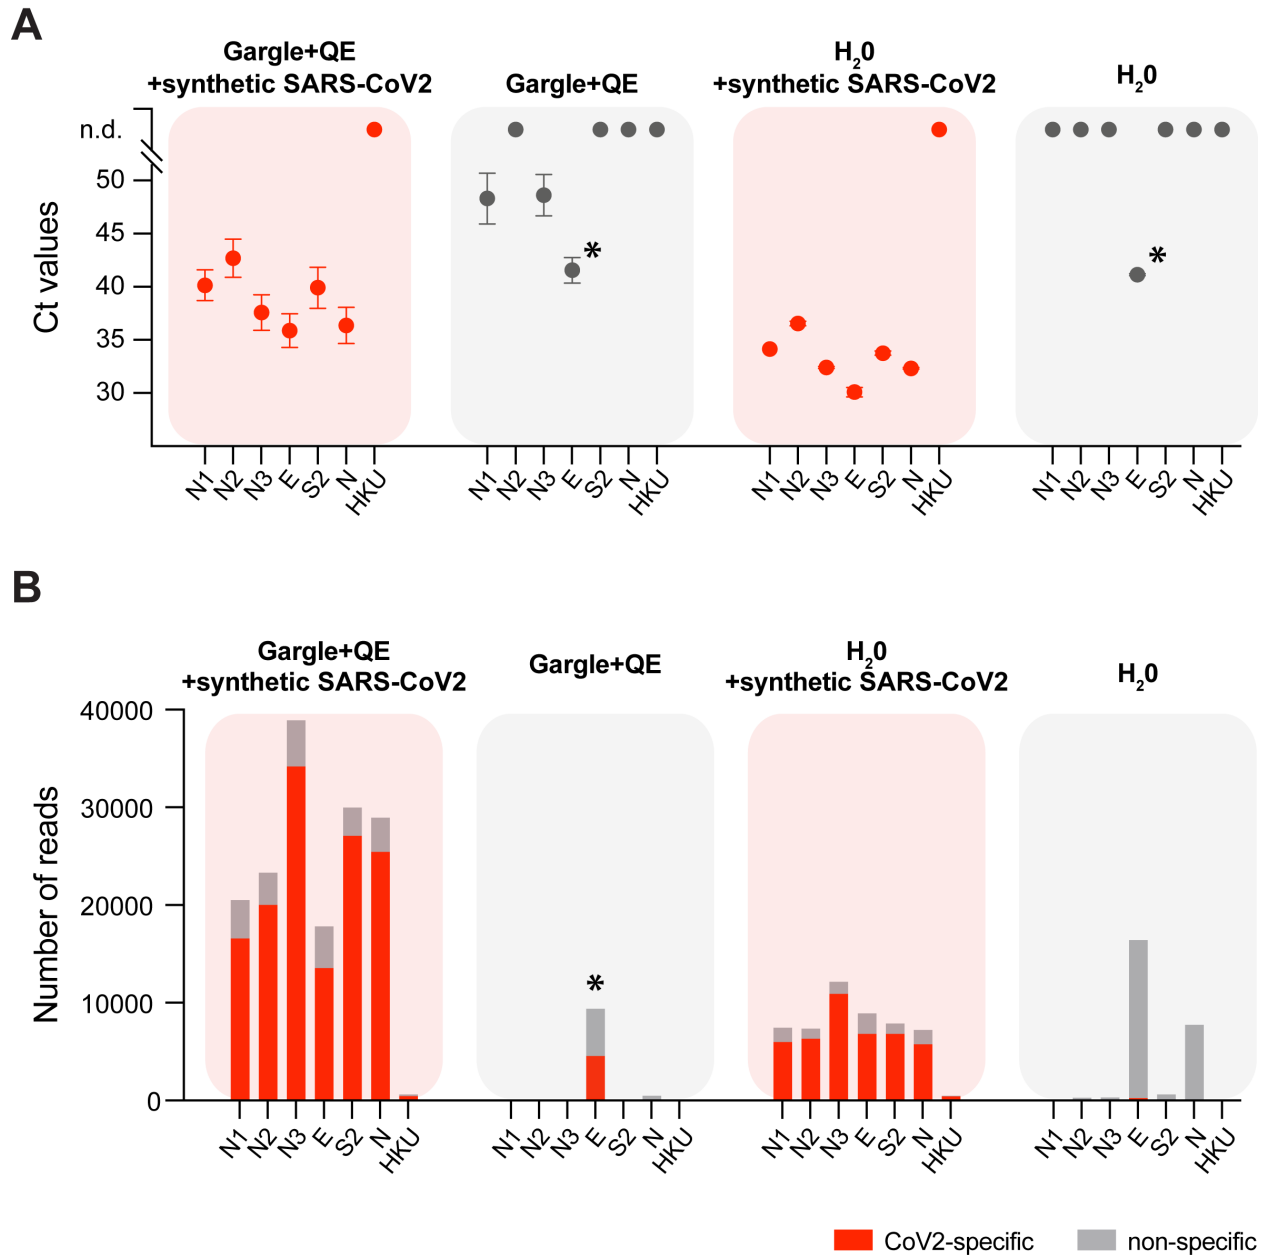 A
Gargle+QE
+synthetic SARS-CoV2
Gargle+QE
H20
+synthetic SARS-CoV2
H20
n.d.
50
45
40
35
30
Ct values
*
*
N1 N2 N3 E S2 N HKU
N1 N2 N3 E S2 N HKU
N1 N2 N3 E S2 N HKU
N1 N2 N3 E S2 N HKU
B
Gargle+QE
+synthetic SARS-CoV2
Gargle+QE
H20
+synthetic SARS-CoV2
H20
40000
30000
20000
10000
0
Number of reads
*
N1 N2 N3 E S2 N HKU
N1 N2 N3 E S2 N HKU
N1 N2 N3 E S2 N HKU
N1 N2 N3 E S2 N HKU
CoV2-specific
non-specific